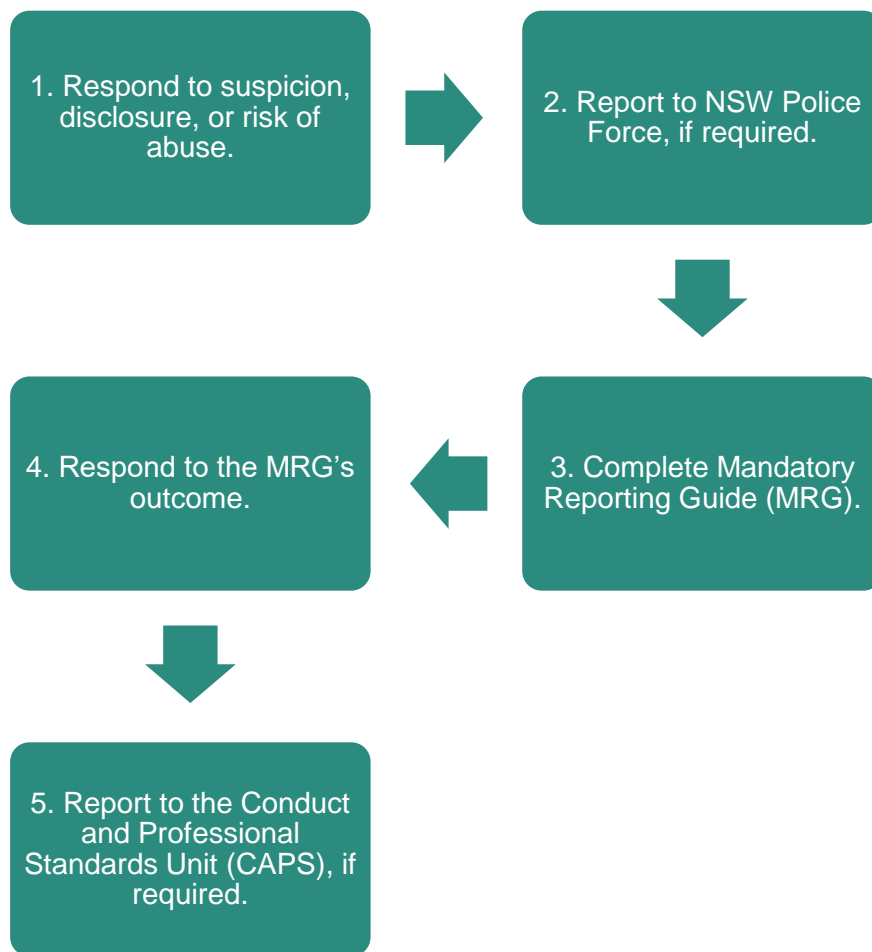 1. Respond to suspicion,
disclosure, or risk of
abuse.
2. Report to NSW Police
Force, if required.
3. Complete Mandatory
Reporting Guide (MRG).
4. Respond to the MRG’s
outcome.
5. Report to the Conduct
and Professional
Standards Unit (CAPS), if
required.